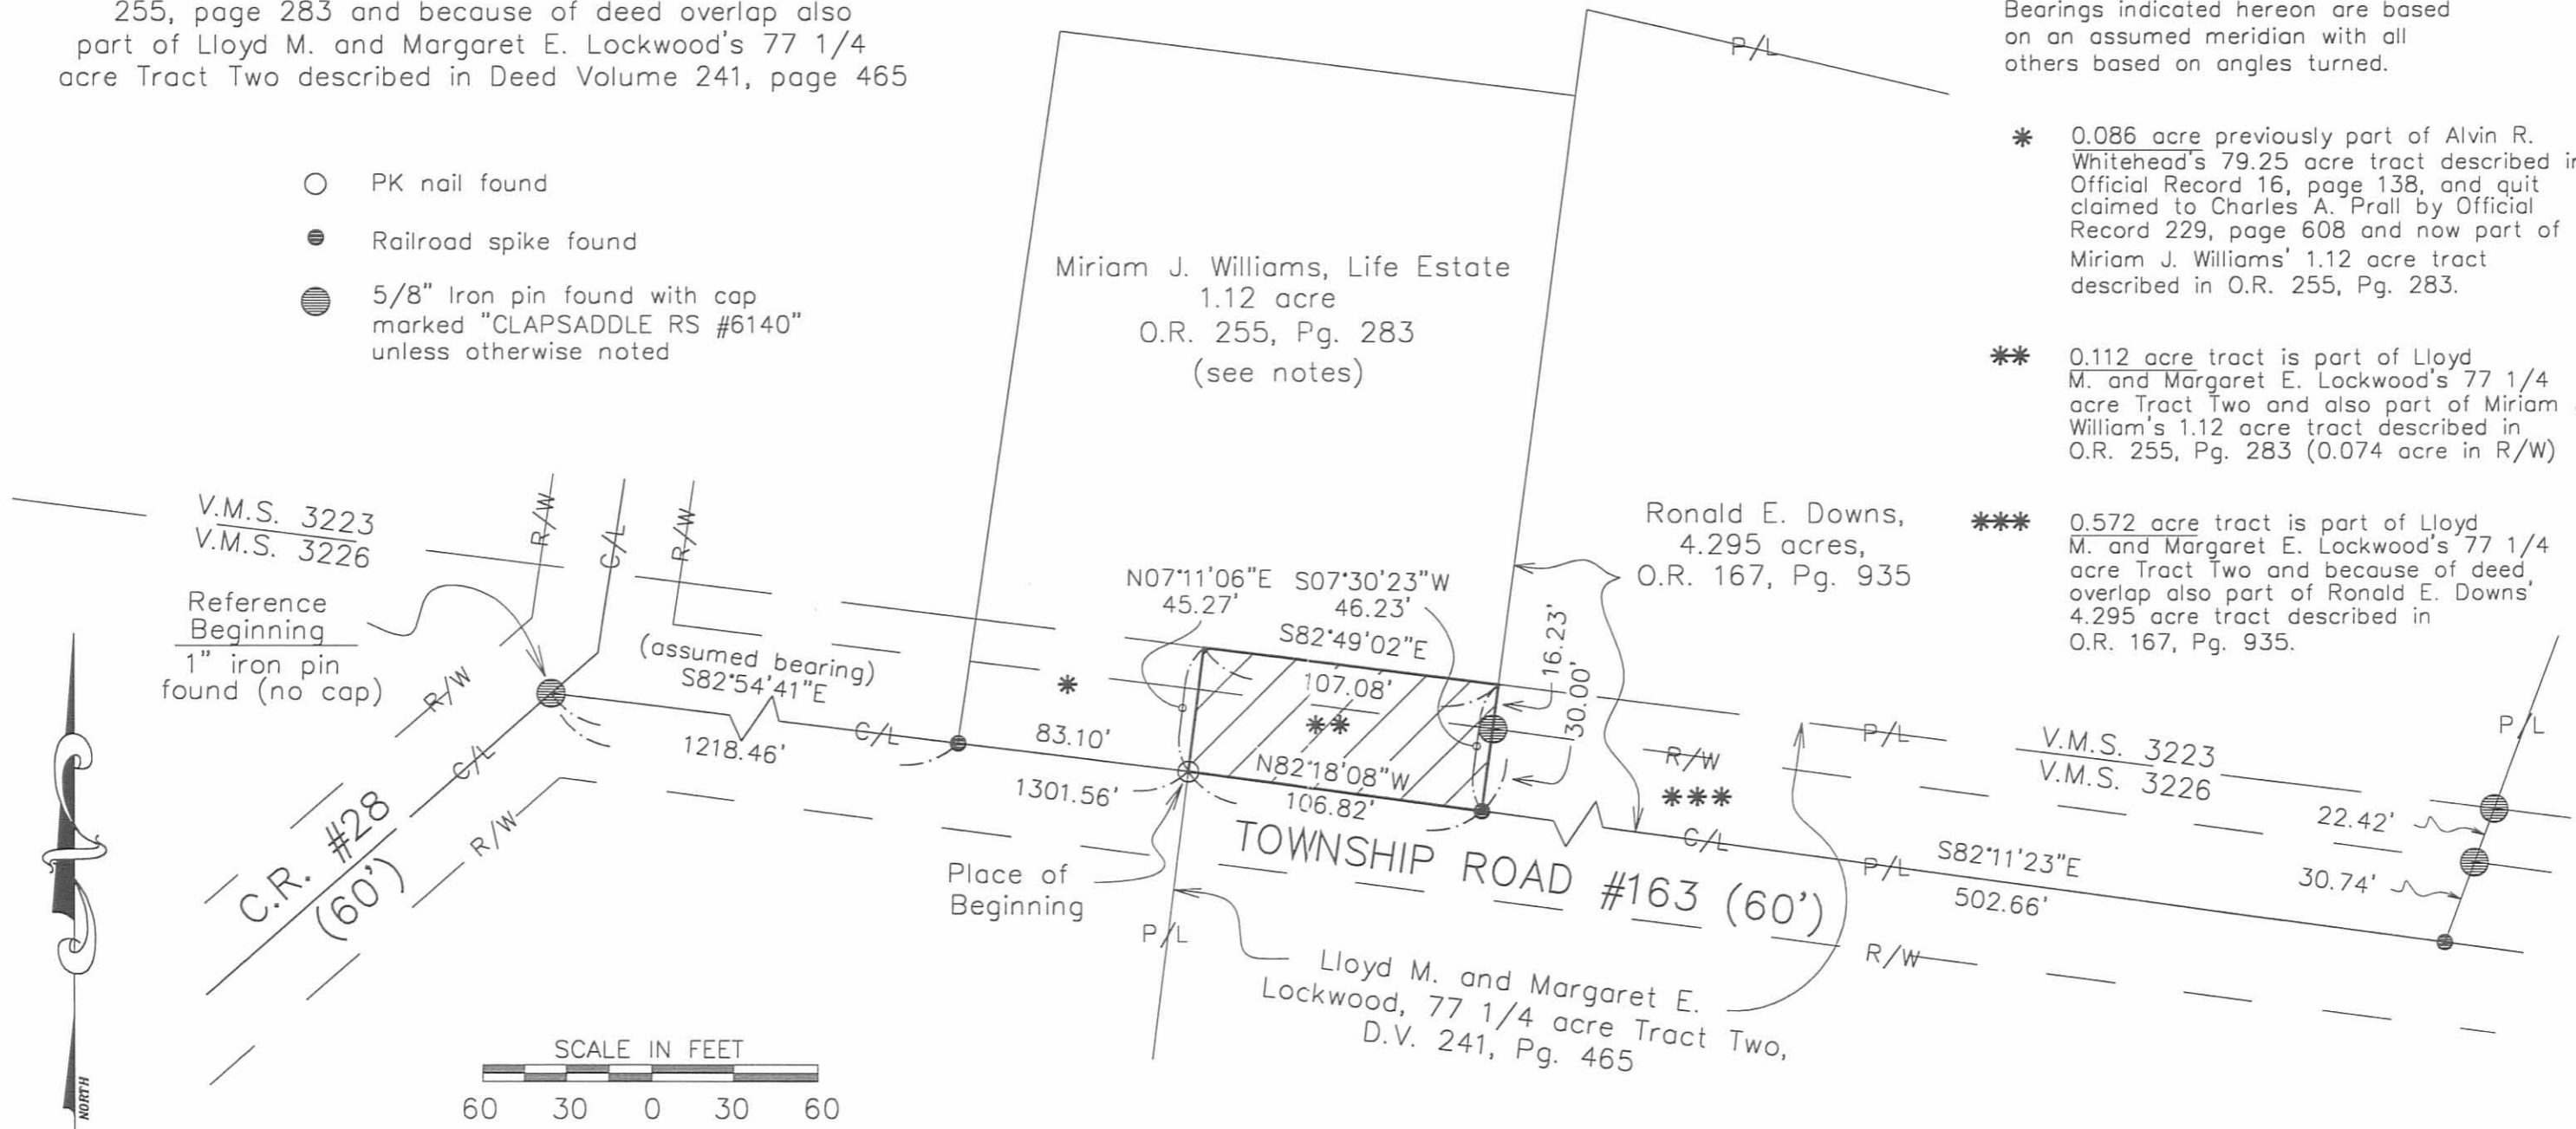 255, page 283 and because of deed overlap also
part of Lloyd M. and Margaret E. Lockwood's 77 1/4
acre Tract Two described in Deed Volume 241, page 465
PK nail found
Railroad spike found
5/8" Iron pin found with cap
marked "CLAPSADDLE RS #6140"
unless otherwise noted
Bearings indicated hereon are based
on an assumed meridian with all
others based on angles turned.
* 0.086 acre previously part of Alvin R.
Whitehead's 79.25 acre tract described in
Official Record 16, page 138, and quit
claimed to Charles A. Prall by Official
Record 229, page 608 and now part of
Miriam J. Williams' 1.12 acre tract
described in O.R. 255, Pg. 283.
** 0.112 acre tract is part of Lloyd
M. and Margaret E. Lockwood's 77 1/4
acre Tract Two and also part of Miriam
William's 1.12 acre tract described in
O.R. 255, Pg. 283 (0.074 acre in R/W)
*** 0.572 acre tract is part of Lloyd
M. and Margaret E. Lockwood's 77 1/4
acre Tract Two and because of deed
overlap also part of Ronald E. Downs'
4.295 acre tract described in
O.R. 167, Pg. 935.
P/L
Miriam J. Williams, Life Estate
1.12 acre
O.R. 255, Pg. 283
(see notes)
V.M.S. 3223
V.M.S. 3226
R/W
C/L
R/W
Reference
Beginning
1" iron pin
found (no cap)
R/W
C/L
R/W
C.R. #28
(60')
(assumed bearing)
S82°54'41"E
1218.46'
C/L
*
83.10'
1301.56'
N07°11'06"E
45.27'
S07°30'23"W
46.23'
S82°49'02"E
107.08'
**
N82°18'08"W
106.82'
16.23'
30.00'
Ronald E. Downs,
4.295 acres,
O.R. 167, Pg. 935
R/W
***
C/L
P/L
P/L
V.M.S. 3223
V.M.S. 3226
S82°11'23"E
502.66'
P/L
22.42'
30.74'
TOWNSHIP ROAD #163 (60')
R/W
Place of
Beginning
P/L
Lloyd M. and Margaret E.
Lockwood, 77 1/4 acre Tract Two,
D.V. 241, Pg. 465
SCALE IN FEET
60 30 0 30 60
NORTH